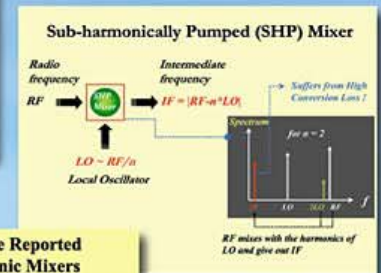 Sub-harmonically Pumped (SHP) Mixer
Radio
frequency
Intermediate
frequency
RF
SHP
Mixer
IF = |RF-n*LO|
Suffers from High
Conversion Loss !
LO ~ RF/n
Local Oscillator
Spectrum
for n = 2
IF
LO
2LO
RF
f
RF mixes with the harmonics of
LO and give out IF
e Reported
nic Mixers